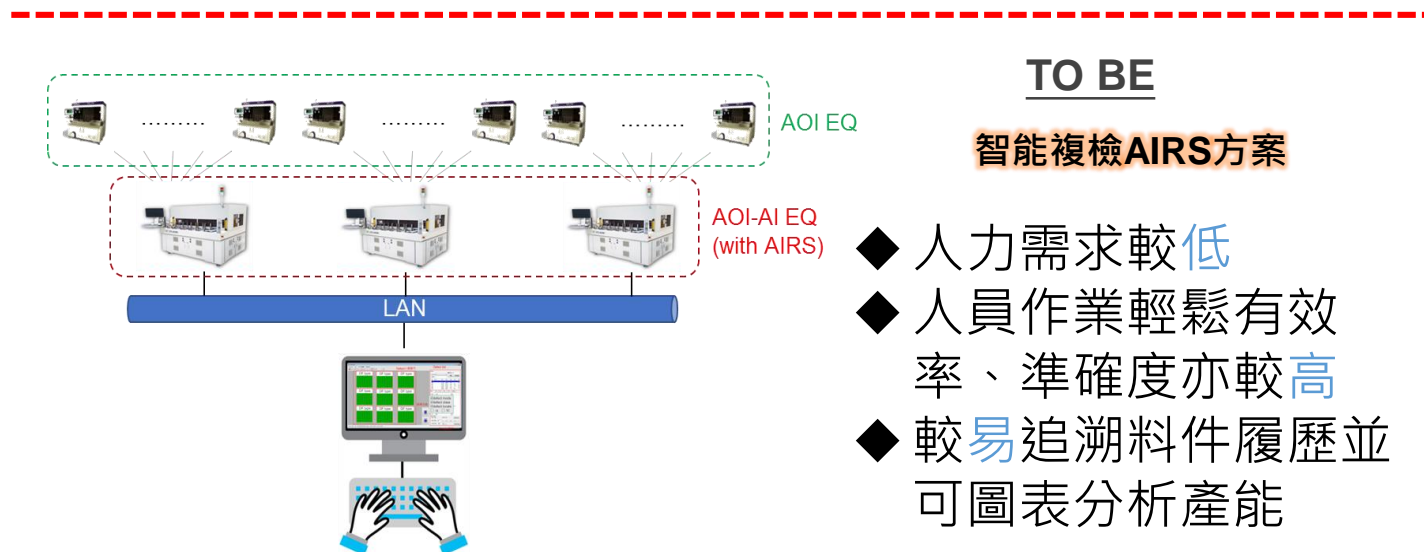 TO BE
智能複檢AIRS方案
AOI EQ
AOI-AI EQ
(with AIRS)
LAN
◆ 人力需求較低
◆ 人員作業輕鬆有效
率、準確度亦較高
◆ 較易追溯料件履歷並
可圖表分析產能